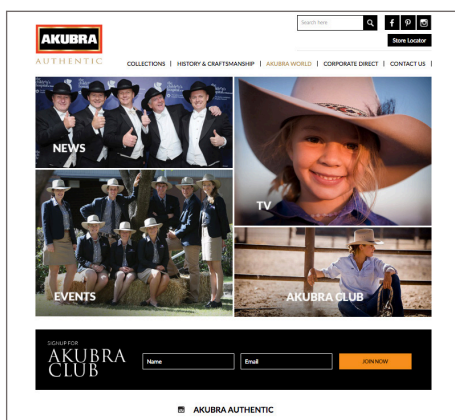 Search here
Store Locator
AKUBRA
AUTHENTIC
COLLECTIONS | HISTORY & CRAFTSMANSHIP | AKUBRA WORLD | CORPORATE DIRECT | CONTACT US |
NEWS
TV
EVENTS
AKUBRA CLUB
SIGNUP FOR
AKUBRA
CLUB
Name
Email
JOIN NOW
AKUBRA AUTHENTIC